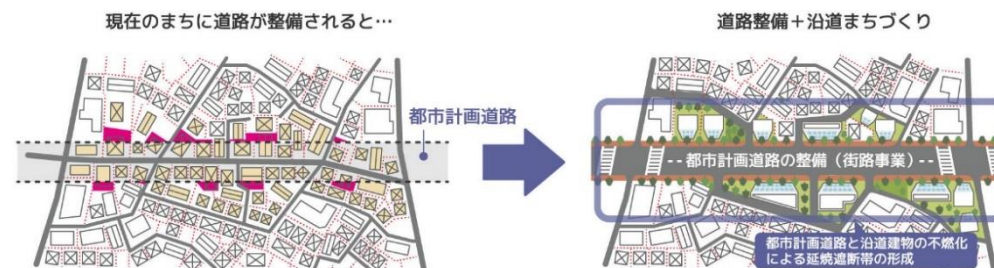 現在のまちに道路が整備されると…
道路整備＋沿道まちづくり
都市計画道路
--都市計画道路の整備（街路事業）--
都市計画道路と沿道建物の不燃化
による延焼遮断帯の形成